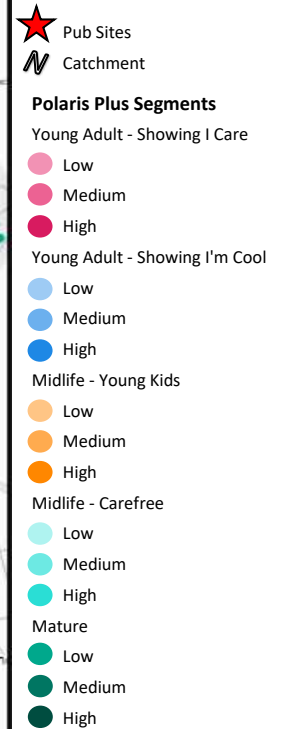 Pub Sites
Catchment
Polaris Plus Segments
Young Adult - Showing I Care
Low
Medium
High
Young Adult - Showing I'm Cool
Low
Medium
High
Midlife - Young Kids
Low
Medium
High
Midlife - Carefree
Low
Medium
High
Mature
Low
Medium
High